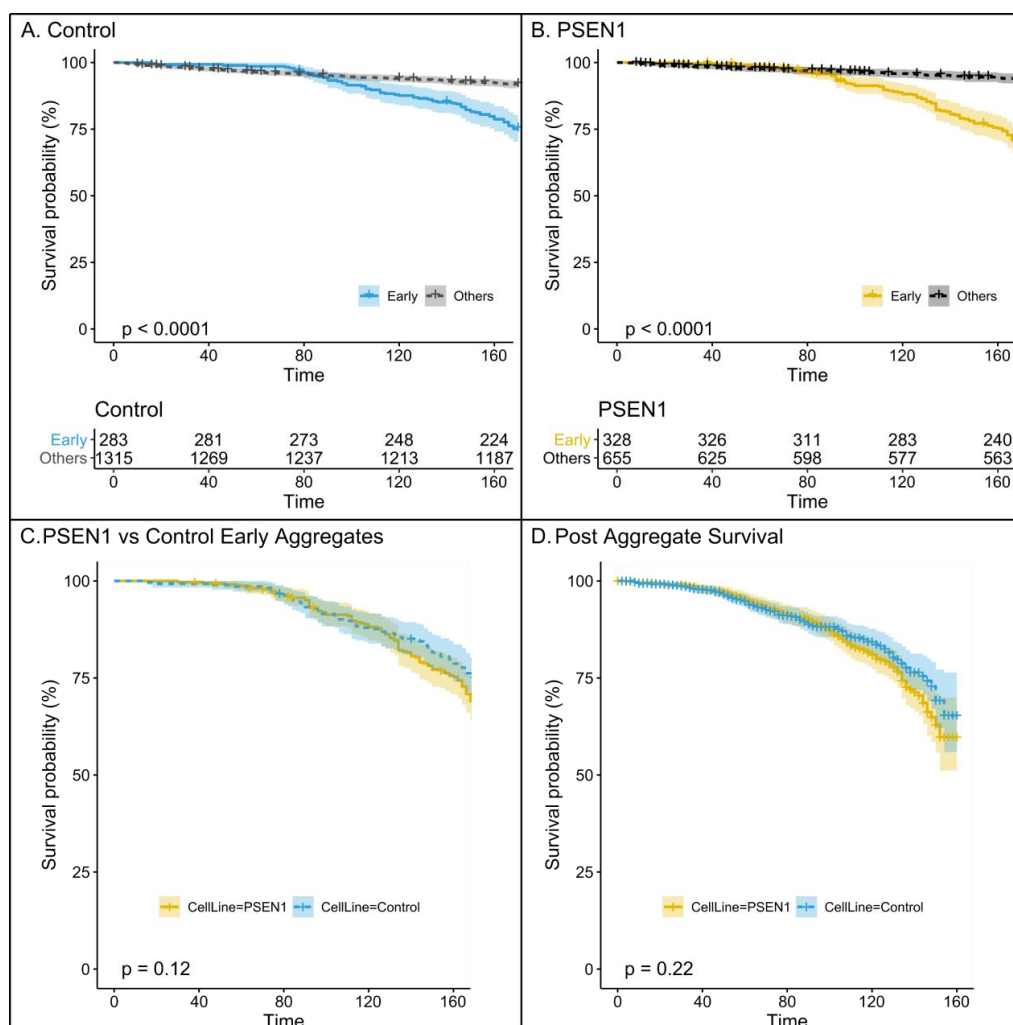 A. Control
Survival probability (%)
100
75
50
25
0
Early
Others
p < 0.0001
0 40 80 120 160
Time
Control
Early 283 281 273 248 224
Others 1315 1269 1237 1213 1187
0 40 80 120 160
Time
B. PSEN1
Survival probability (%)
100
75
50
25
0
Early
Others
p < 0.0001
0 40 80 120 160
Time
PSEN1
Early 328 326 311 283 240
Others 655 625 598 577 563
0 40 80 120 160
Time
C.PSEN1 vs Control Early Aggregates
Survival probability (%)
100
75
50
25
0
CellLine=PSEN1
CellLine=Control
p = 0.12
0 40 80 120 160
Time
D. Post Aggregate Survival
Survival probability (%)
100
75
50
25
0
CellLine=PSEN1
CellLine=Control
p = 0.22
0 40 80 120 160
Time